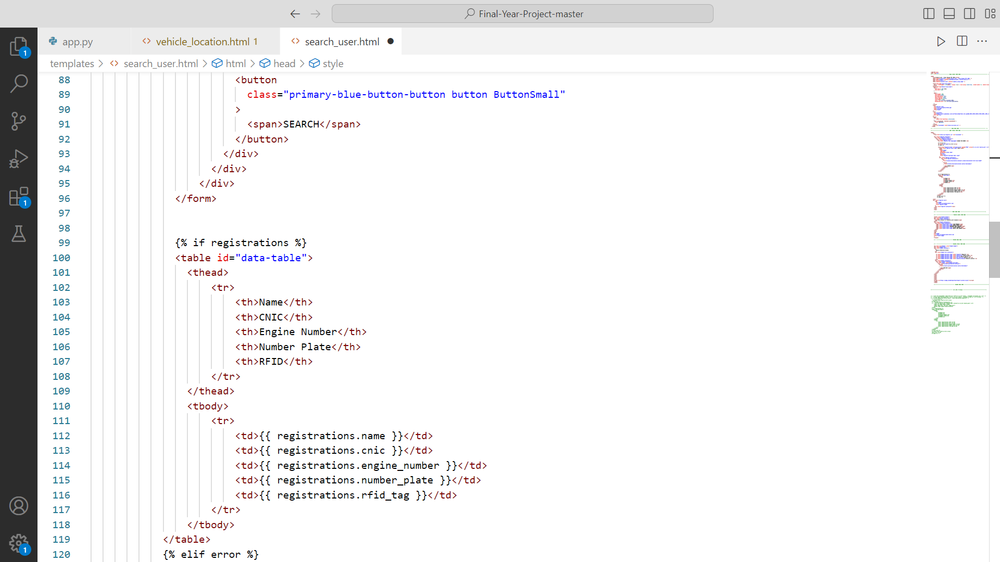 Final-Year-Project-master
app.py
vehicle_location.html 1
search_user.html
templates > search_user.html > html > head > style
88 <button
89 class="primary-blue-button-button button ButtonSmall"
90 >
91 <span>SEARCH</span>
92 </button>
93 </div>
94 </div>
95 </div>
96 </form>
97
98
99 {% if registrations %}
100 <table id="data-table">
101 <thead>
102 <tr>
103 <th>Name</th>
104 <th>CNIC</th>
105 <th>Engine Number</th>
106 <th>Number Plate</th>
107 <th>RFID</th>
108 </tr>
109 </thead>
110 <tbody>
111 <tr>
112 <td>{{ registrations.name }}</td>
113 <td>{{ registrations.cnic }}</td>
114 <td>{{ registrations.engine_number }}</td>
115 <td>{{ registrations.number_plate }}</td>
116 <td>{{ registrations.rfid_tag }}</td>
117 </tr>
118 </tbody>
119 </table>
120 {% elif error %}
1
1
1